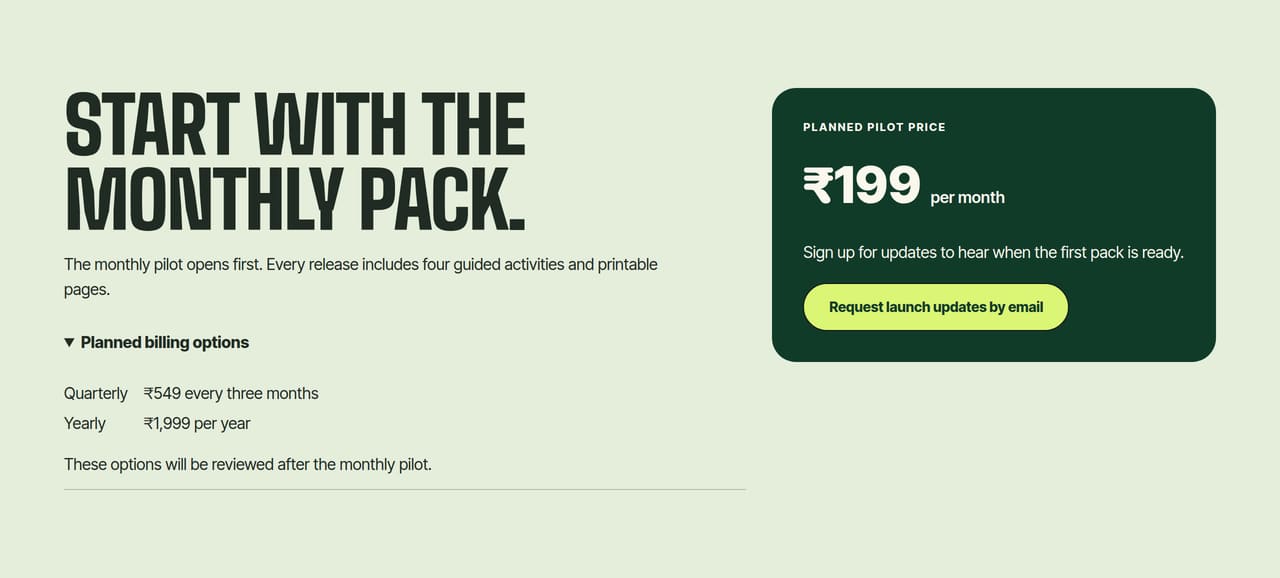 START WITH THE
MONTHLY PACK.
The monthly pilot opens first. Every release includes four guided activities and printable
pages.
Planned billing options
Quarterly ₹549 every three months
Yearly ₹1,999 per year
These options will be reviewed after the monthly pilot.
PLANNED PILOT PRICE
₹199 per month
Sign up for updates to hear when the first pack is ready.
Request launch updates by email